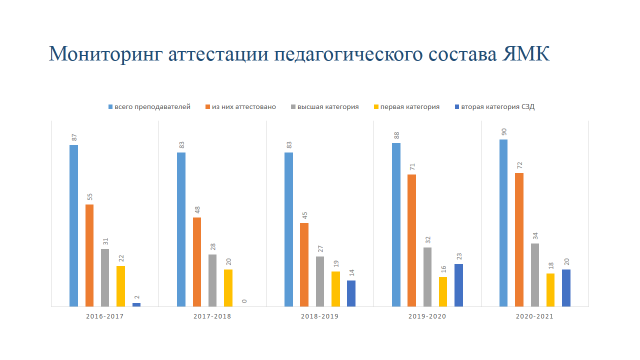 Мониторинг аттестации педагогического состава ЯМК
всего преподавателей из них аттестовано высшая категория первая категория вторая категория СЗД
87 55 31 22 2
83 48 28 20 0
83 45 27 19 14
88 71 32 16 23
90 72 34 18 20
2016-2017 2017-2018 2018-2019 2019-2020 2020-2021